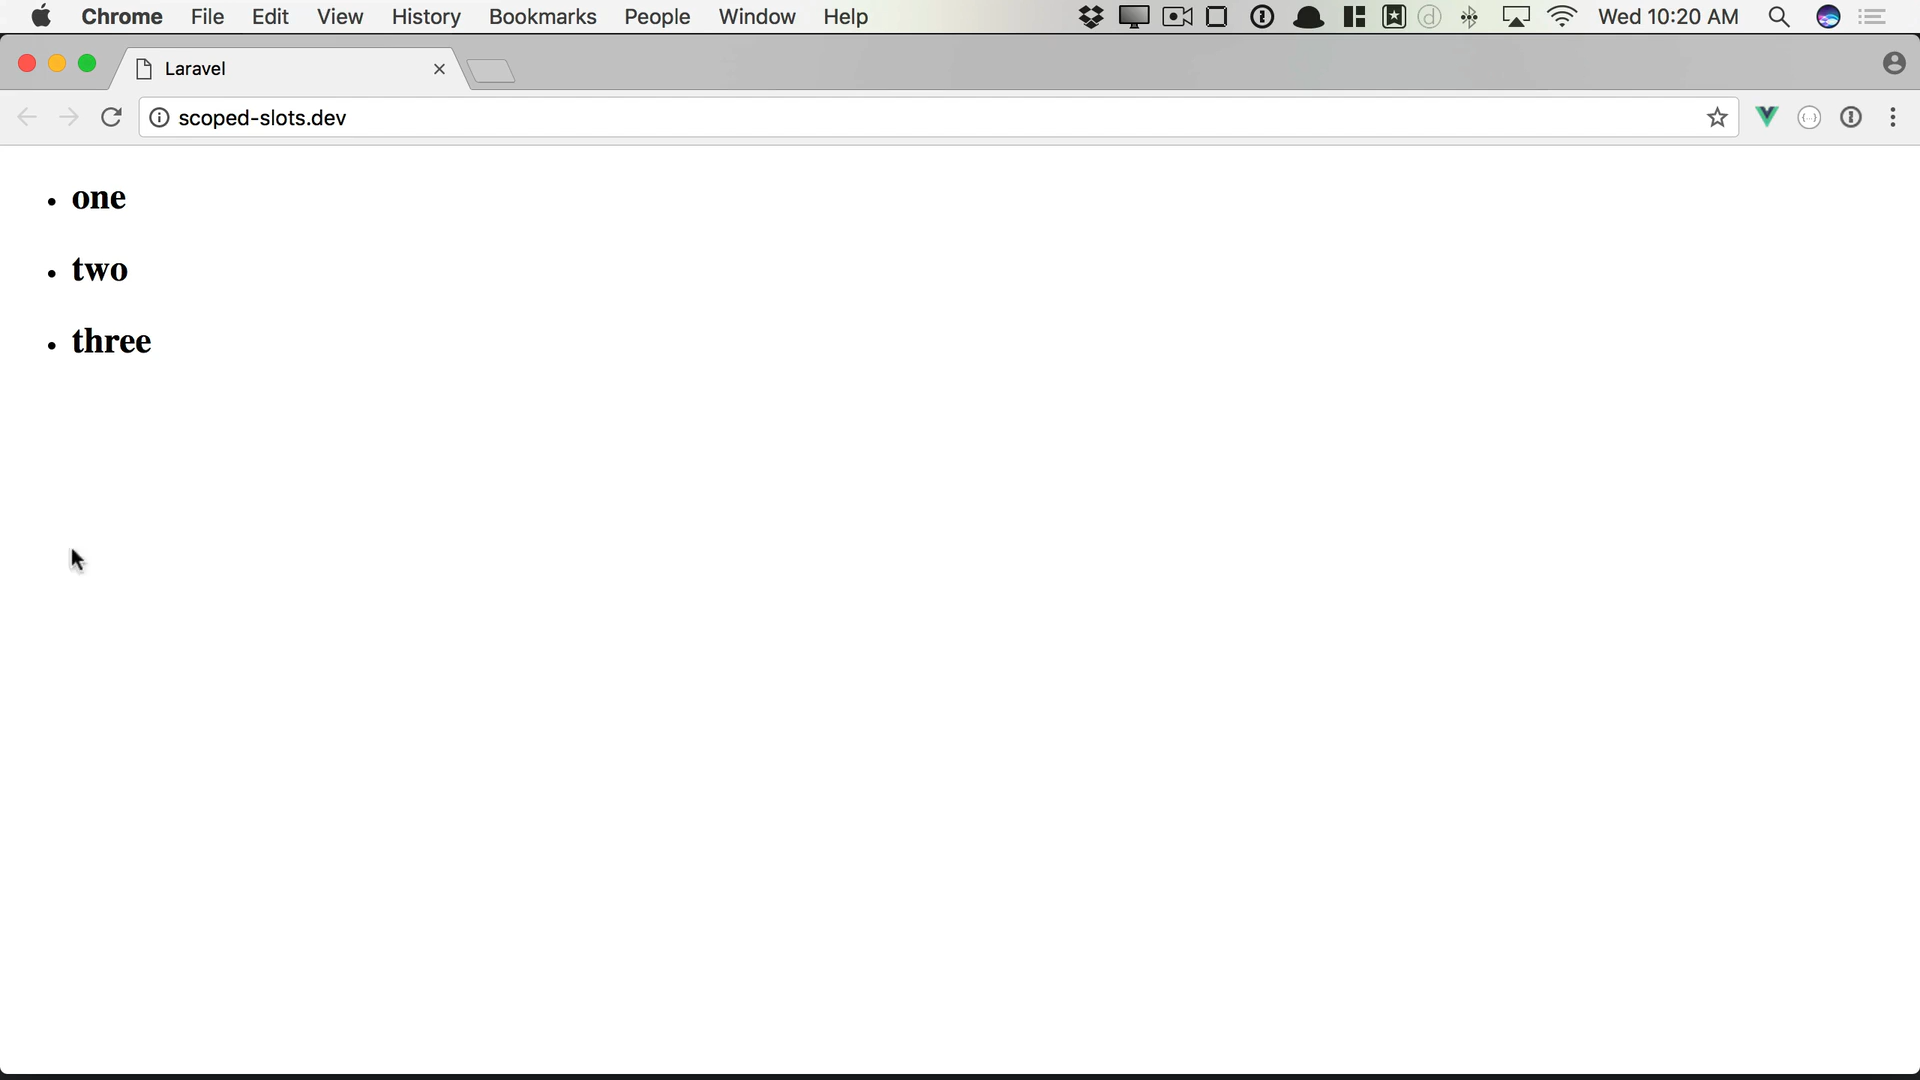 Chrome File Edit View History Bookmarks People Window Help Wed 10:20 AM
Laravel
scoped-slots.dev
one
two
three